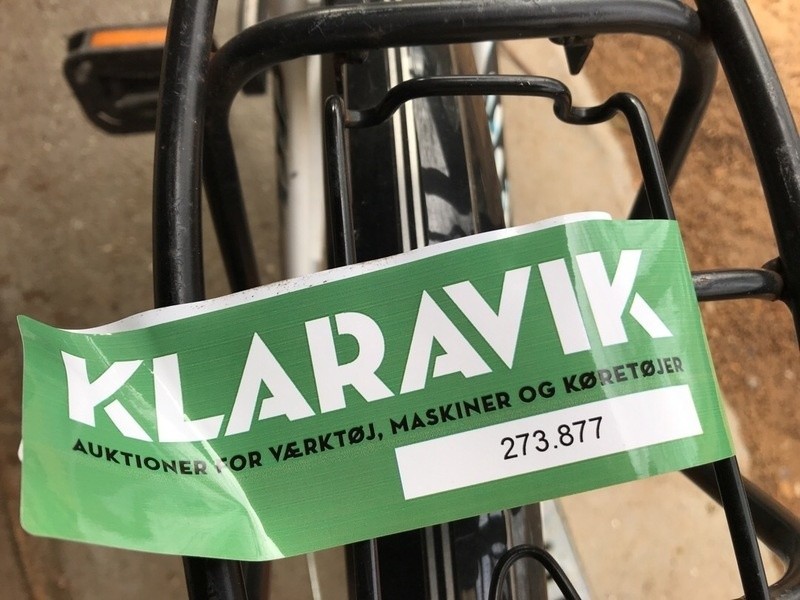 KLARAVIK
AUKTIONER FOR VÆRKTØJ, MASKINER OG KØRETØJER
273.877